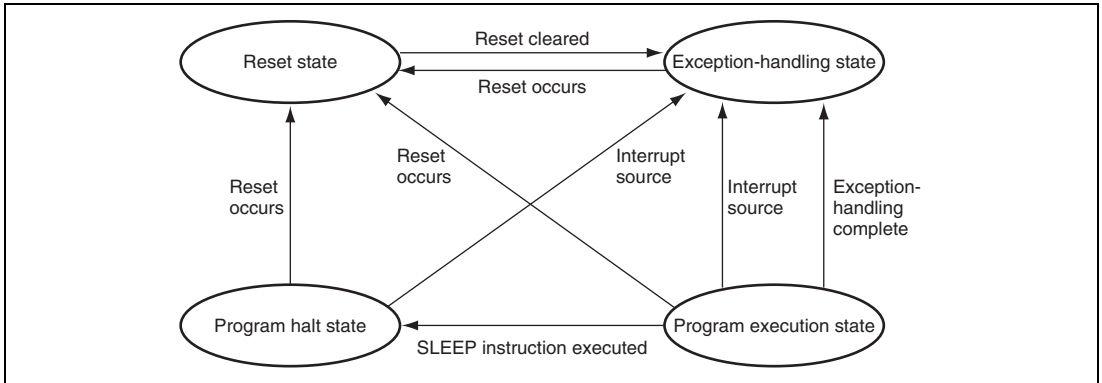 Reset cleared
Reset state
Exception-handling state
Reset occurs
Reset
occurs
Interrupt
source
Reset
occurs
Interrupt
source
Exception-
handling
complete
Program halt state
Program execution state
SLEEP instruction executed